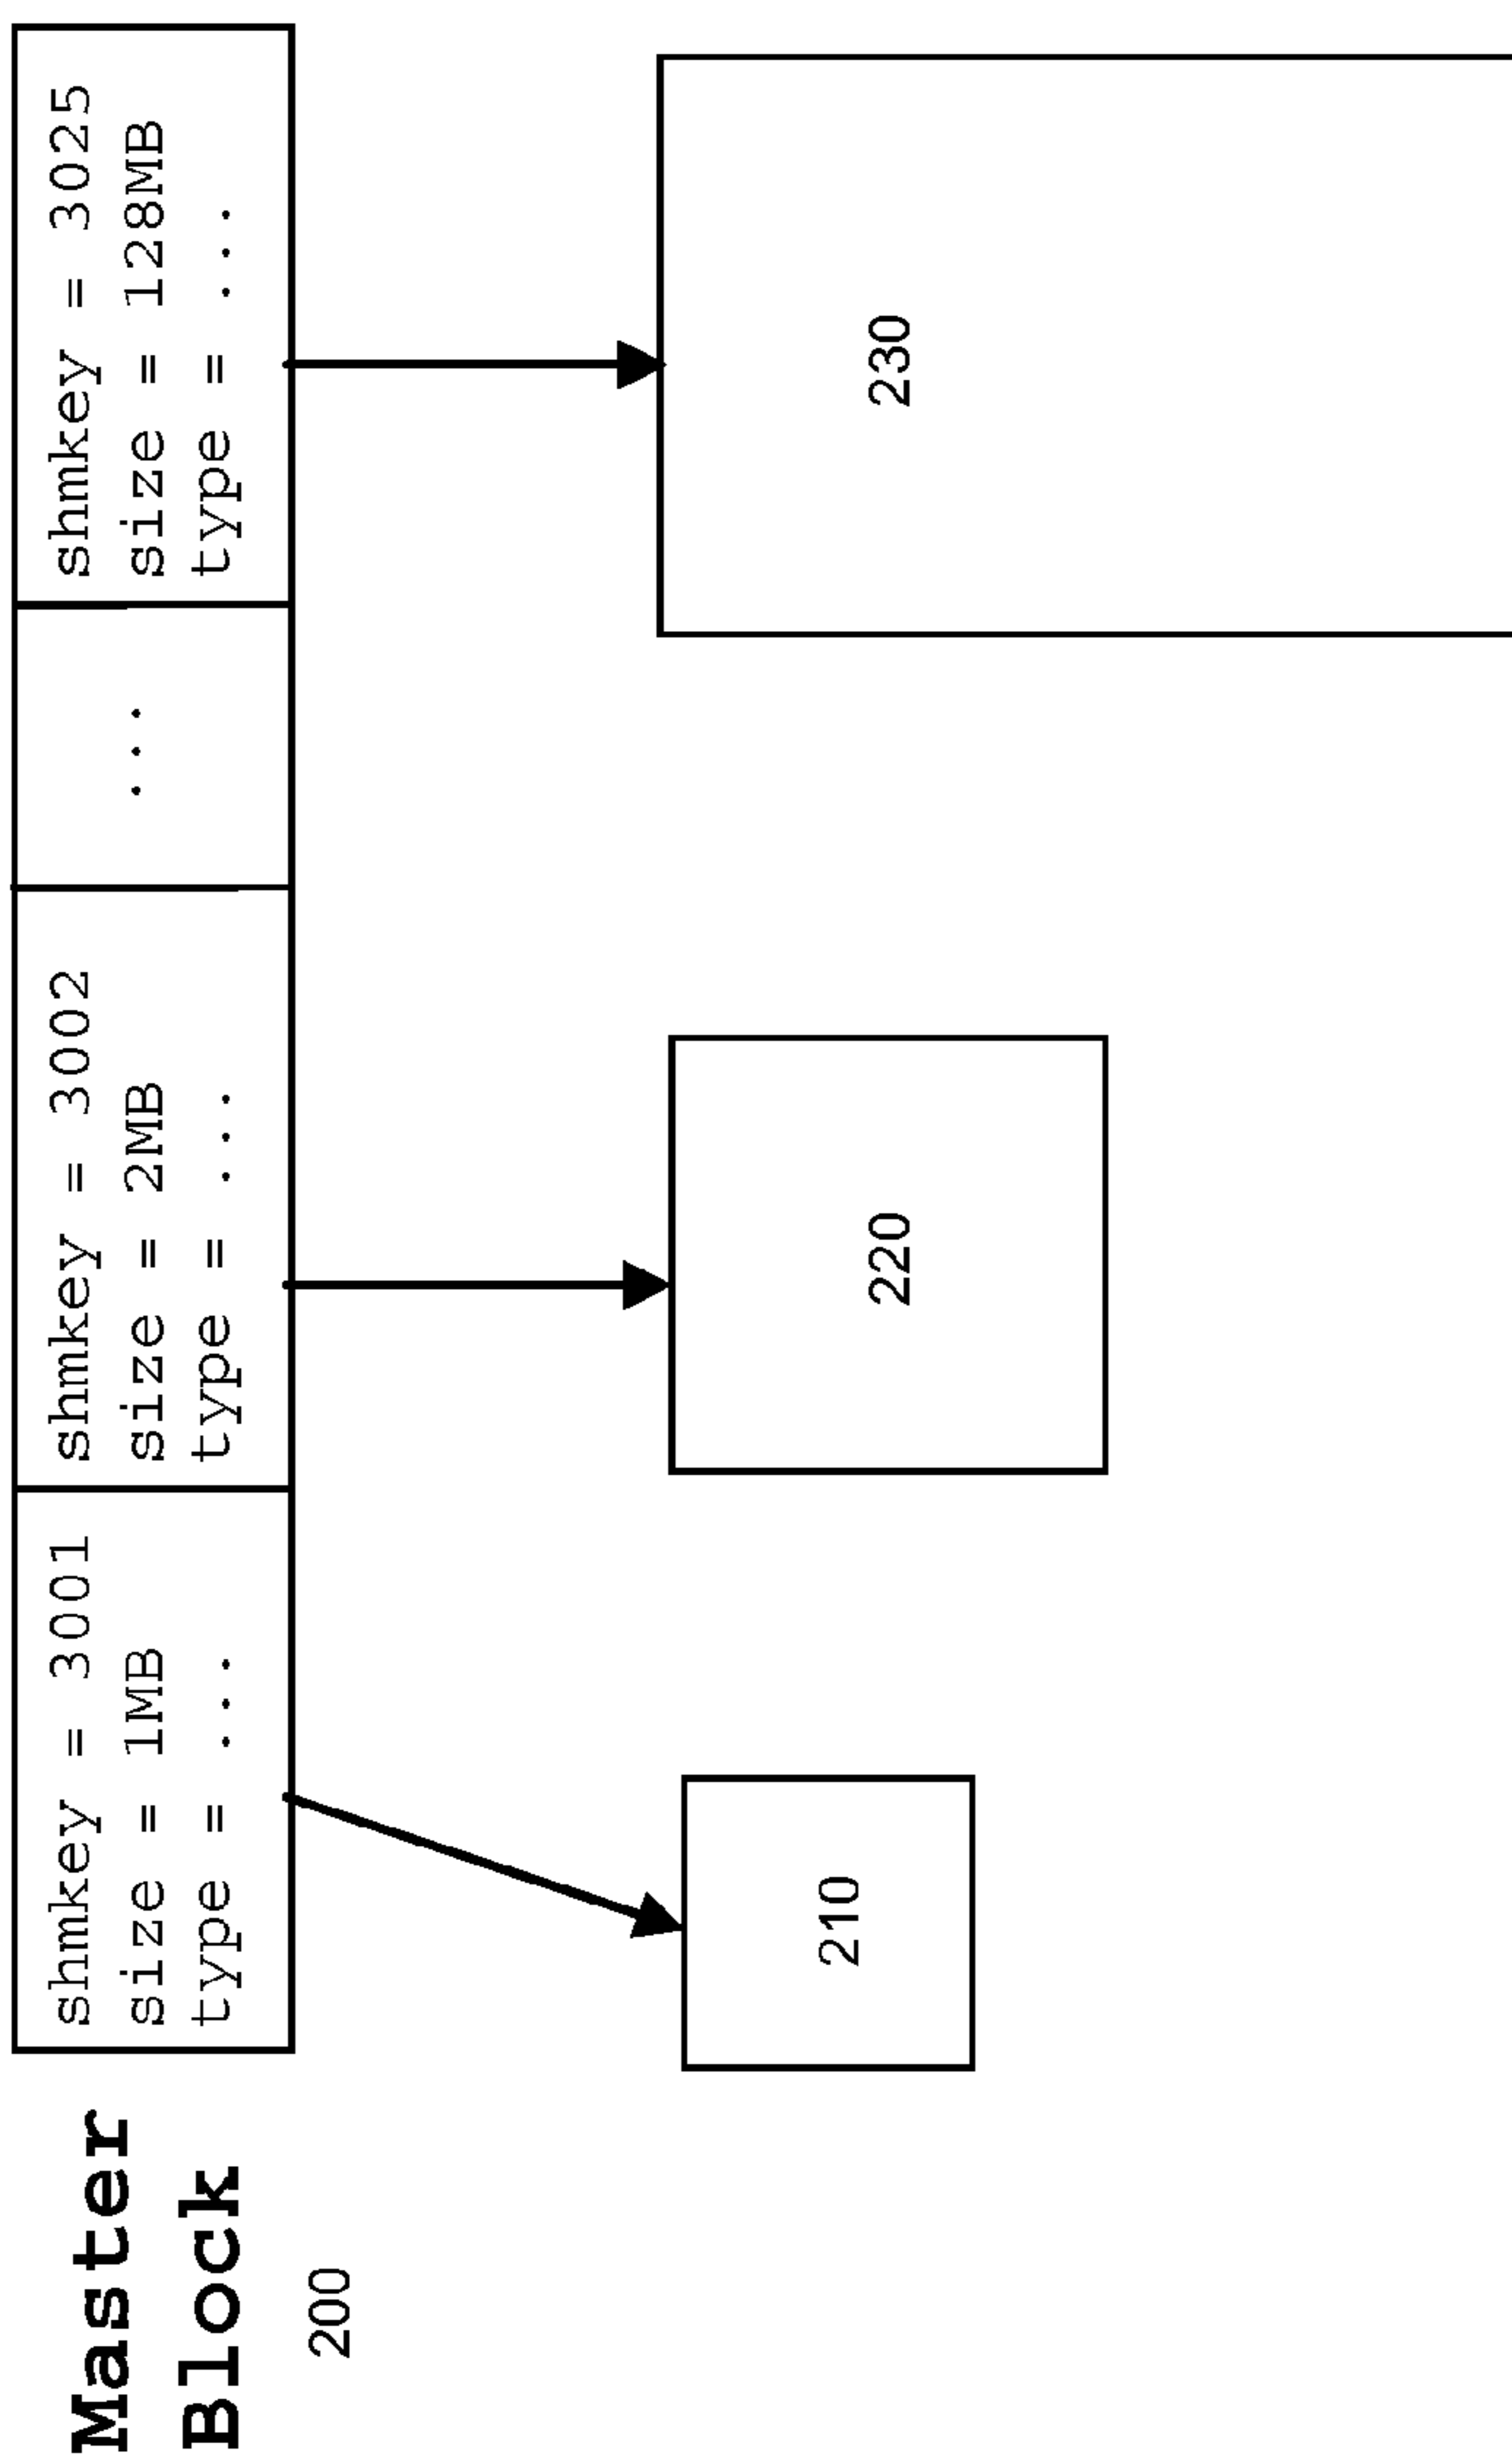 Master
Block
200
shmkey = 3001
size = 1MB
type = ...
shmkey = 3002
size = 2MB
type = ...
...
shmkey = 3025
size = 128MB
type = ...
210
220
230